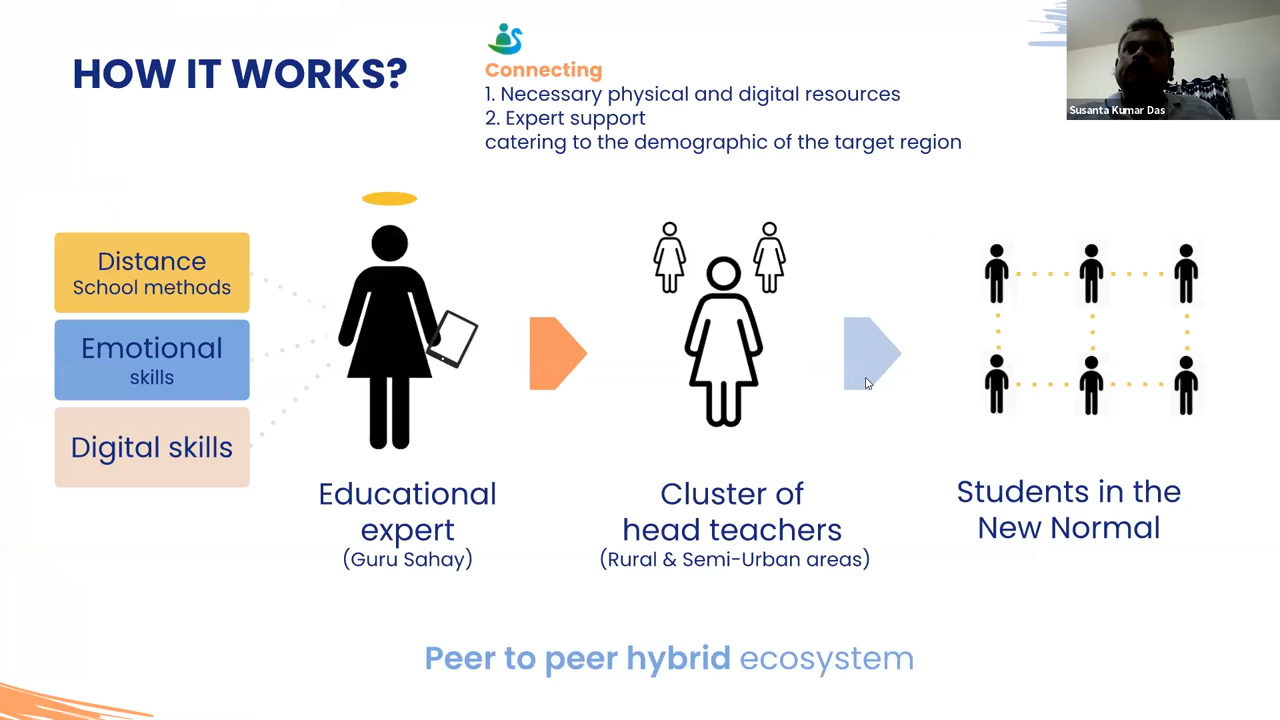 HOW IT WORKS?
Connecting
1. Necessary physical and digital resources
2. Expert support
catering to the demographic of the target region
Susanta Kumar Das
Distance
School methods
Emotional
skills
Digital skills
Educational
expert
(Guru Sahay)
Cluster of
head teachers
(Rural & Semi-Urban areas)
Students in the
New Normal
Peer to peer hybrid ecosystem